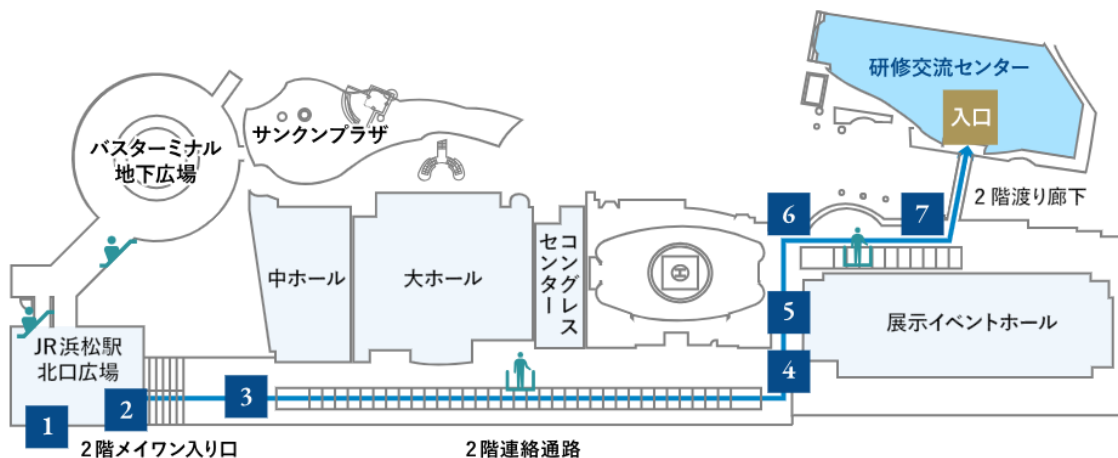 研修交流センター
入口
サンクンプラザ
バスターミナル
地下広場
2階渡り廊下
6
7
中ホール
大ホール
コングレス
センター
H
5
展示イベントホール
JR浜松駅
北口広場
4
3
2
1
2階メイワン入り口
2階連絡通路